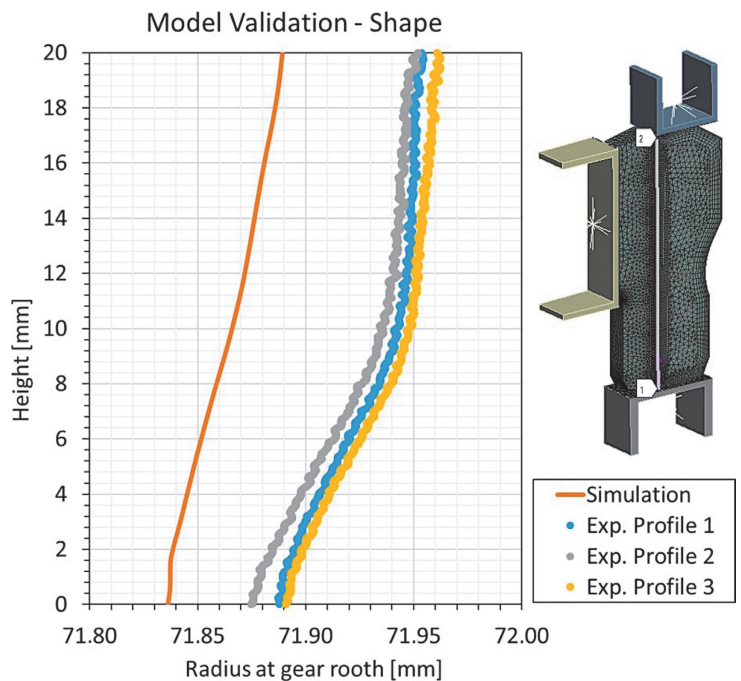 Model Validation - Shape
20
18
16
14
12
10
8
6
4
2
0
Height [mm]
71.80
71.85
71.90
71.95
72.00
Radius at gear rooth [mm]
2
1
Simulation
Exp. Profile 1
Exp. Profile 2
Exp. Profile 3